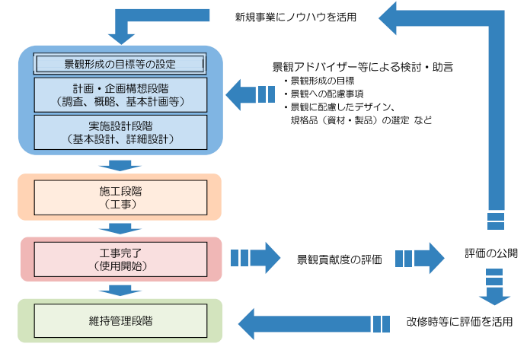 新規事業にノウハウを活用
景観形成の目標等の設定
計画・企画構想段階
（調査、概略、基本計画等）
実施設計段階
（基本設計、詳細設計）
景観アドバイザー等による検討・助言
・景観形成の目標
・景観への配慮事項
・景観に配慮したデザイン、
規格品（資材・製品）の選定 など
施工段階
（工事）
工事完了
（使用開始）
景観貢献度の評価
評価の公開
維持管理段階
改修時等に評価を活用